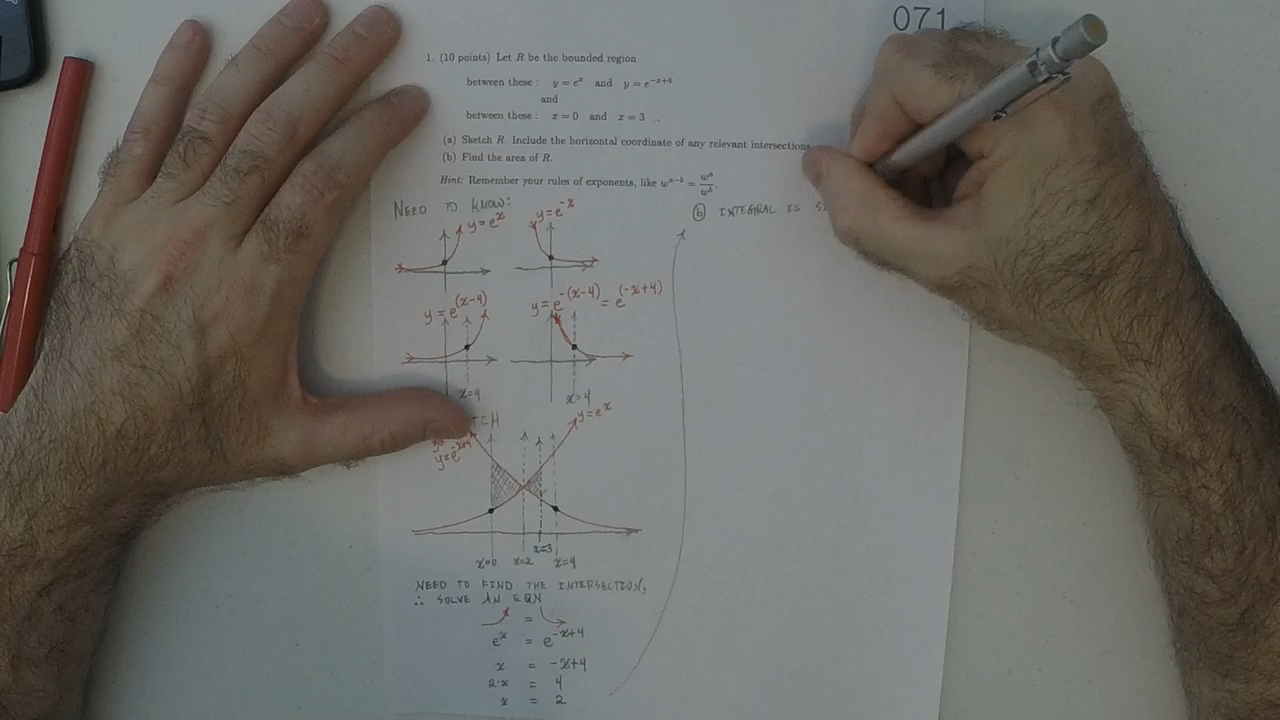 071
1. (10 points) Let R be the bounded region
between these : y = e^x and y = e^{-x+4}
and
between these : x = 0 and x = 3 .
(a) Sketch R. Include the horizontal coordinate of any relevant intersections
(b) Find the area of R.
Hint: Remember your rules of exponents, like w^{a-b} = w^a/w^b.
NEED TO KNOW:
y=e^x
y=e^{-x}
y=e^{(x-4)}
x=4
y=e^{-(x-4)} = e^{(-x+4)}
x=4
y=e^{-x+4}
y=e^x
x=0 x=2 x=3 x=4
NEED TO FIND THE INTERSECTION,
∴ SOLVE AN EQN
=
e^x = e^{-x+4}
x = -x+4
2·x = 4
x = 2
(b) INTEGRAL IS